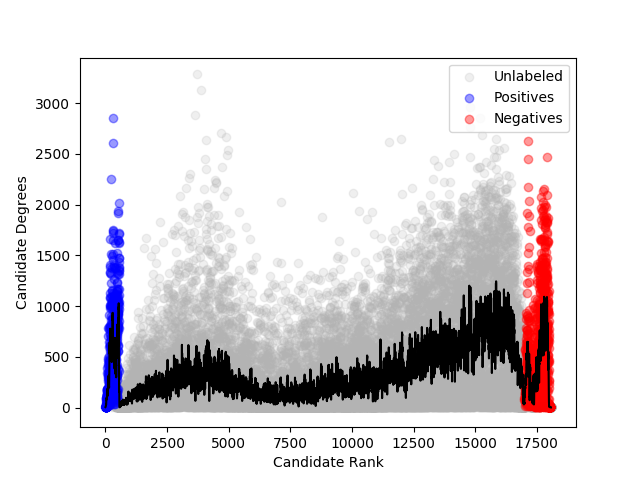 Unlabeled
Positives
Negatives
3000
2500
2000
1500
1000
500
0
Candidate Degrees
0 2500 5000 7500 10000 12500 15000 17500
Candidate Rank